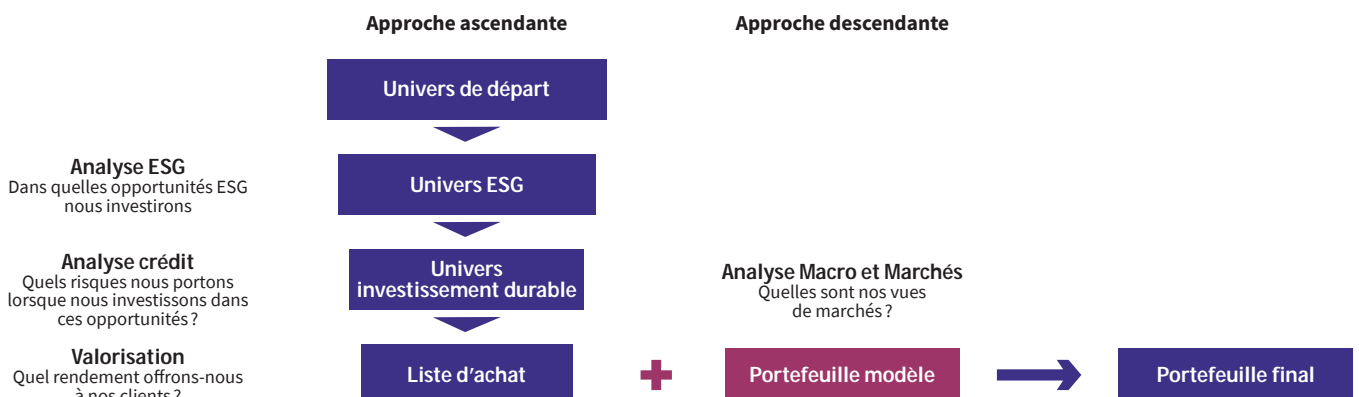 Approche ascendante
Approche descendante
Univers de départ
Analyse ESG
Dans quelles opportunités ESG
nous investirons
Univers ESG
Analyse crédit
Quels risques nous portons
lorsque nous investissons dans
ces opportunités ?
Univers
investissement durable
Analyse Macro et Marchés
Quelles sont nos vues
de marchés ?
Valorisation
Quel rendement offrons-nous
à nos clients ?
Liste d'achat
Portefeuille modèle
Portefeuille final